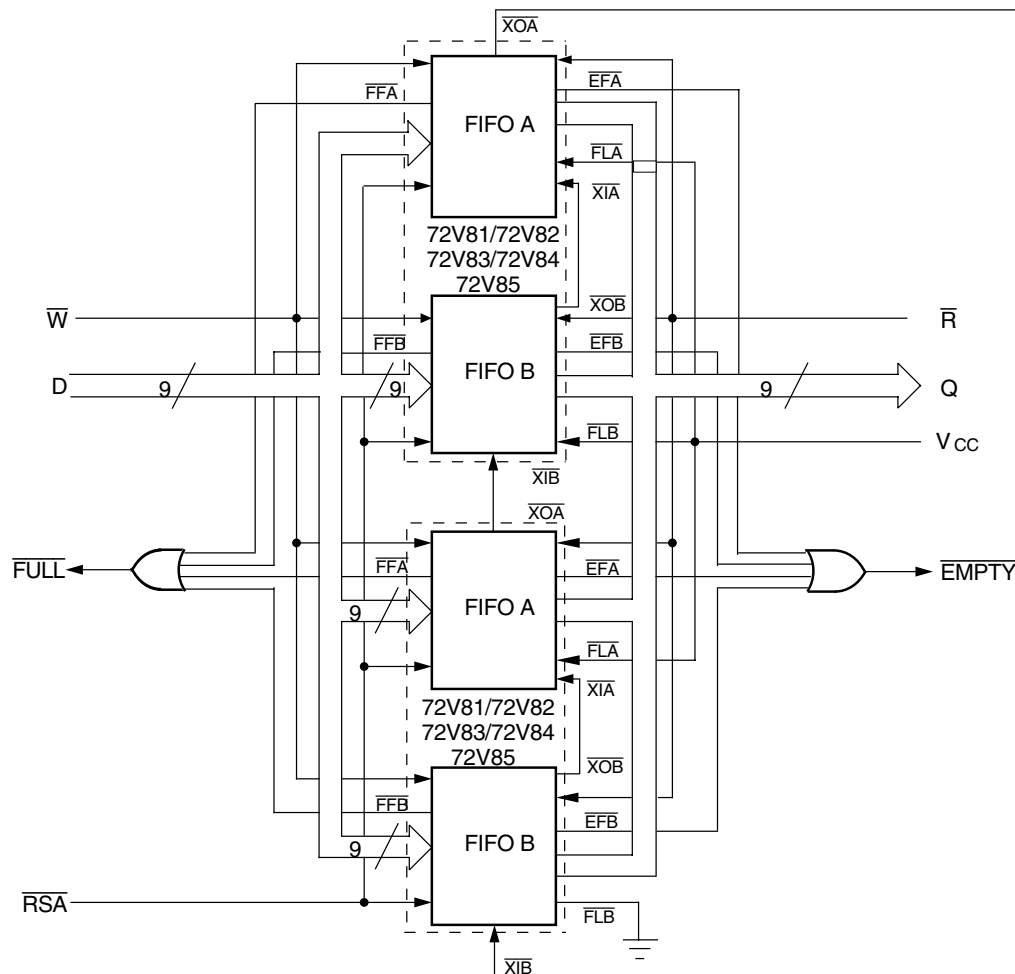 XOA
EFA
FFA
FIFO A
FLA
XIA
72V81/72V82
72V83/72V84
72V85
W
XOB
R
FFB
EFB
D
9
9
FIFO B
9
Q
FLB
VCC
XIB
XOA
FULL
FFA
EFA
EMPTY
9
FIFO A
FLA
XIA
72V81/72V82
72V83/72V84
72V85
XOB
FFB
EFB
9
FIFO B
RSA
FLB
XIB